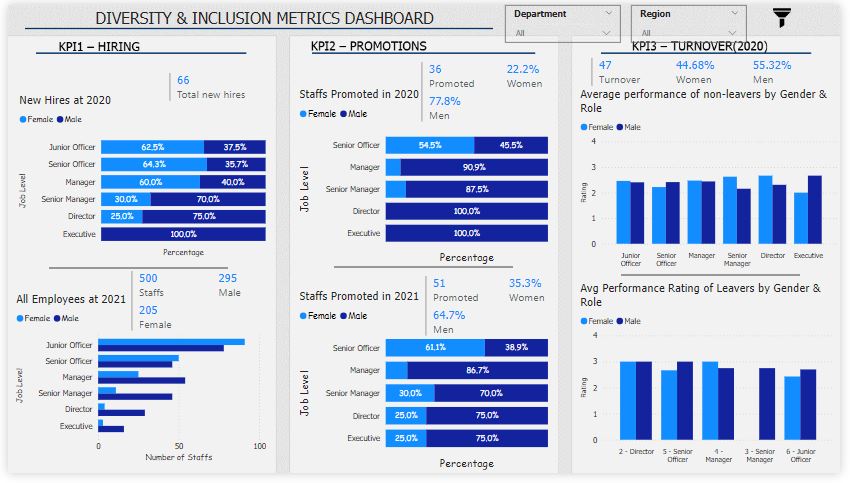 DIVERSITY & INCLUSION METRICS DASHBOARD
Department
All
Region
All
KPI1 – HIRING
66
Total new hires
New Hires at 2020
Female Male
Job Level
Junior Officer 62,5% 37,5%
Senior Officer 64,3% 35,7%
Manager 60,0% 40,0%
Senior Manager 30,0% 70,0%
Director 25,0% 75,0%
Executive 100,0%
Percentage
500
Staffs
295
Male
205
Female
All Employees at 2021
Female Male
Job Level
Junior Officer
Senior Officer
Manager
Senior Manager
Director
Executive
0 50 100
Number of Staffs
KPI2 – PROMOTIONS
36
Promoted
22.2%
Women
77.8%
Men
Staffs Promoted in 2020
Female Male
Job Level
Senior Officer 54,5% 45,5%
Manager 90,9%
Senior Manager 87,5%
Director 100,0%
Executive 100,0%
Percentage
51
Promoted
35.3%
Women
64.7%
Men
Staffs Promoted in 2021
Female Male
Job Level
Senior Officer 61,1% 38,9%
Manager 86,7%
Senior Manager 30,0% 70,0%
Director 25,0% 75,0%
Executive 25,0% 75,0%
Percentage
KPI3 – TURNOVER(2020)
47
Turnover
44.68%
Women
55.32%
Men
Average performance of non-leavers by Gender &
Role
Female Male
Rating
4
3
2
1
0
Junior
Officer
Senior
Officer
Manager
Senior
Manager
Director
Executive
Avg Performance Rating of Leavers by Gender &
Role
Female Male
Rating
4
3
2
1
0
2 - Director
5 - Senior
Officer
4 -
Manager
3 - Senior
Manager
6 - Junior
Officer